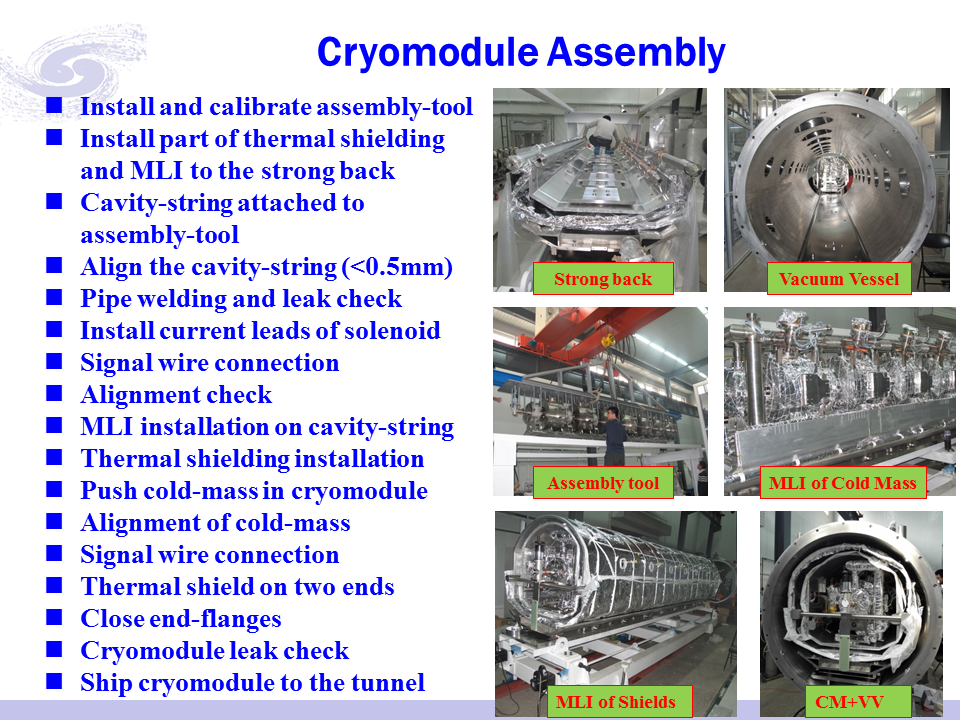 Cryomodule Assembly
Install and calibrate assembly-tool
Install part of thermal shielding
and MLI to the strong back
Cavity-string attached to
assembly-tool
Align the cavity-string (<0.5mm)
Pipe welding and leak check
Install current leads of solenoid
Signal wire connection
Alignment check
MLI installation on cavity-string
Thermal shielding installation
Push cold-mass in cryomodule
Alignment of cold-mass
Signal wire connection
Thermal shield on two ends
Close end-flanges
Cryomodule leak check
Ship cryomodule to the tunnel
Strong back
Vacuum Vessel
Assembly tool
MLI of Cold Mass
MLI of Shields
CM+VV